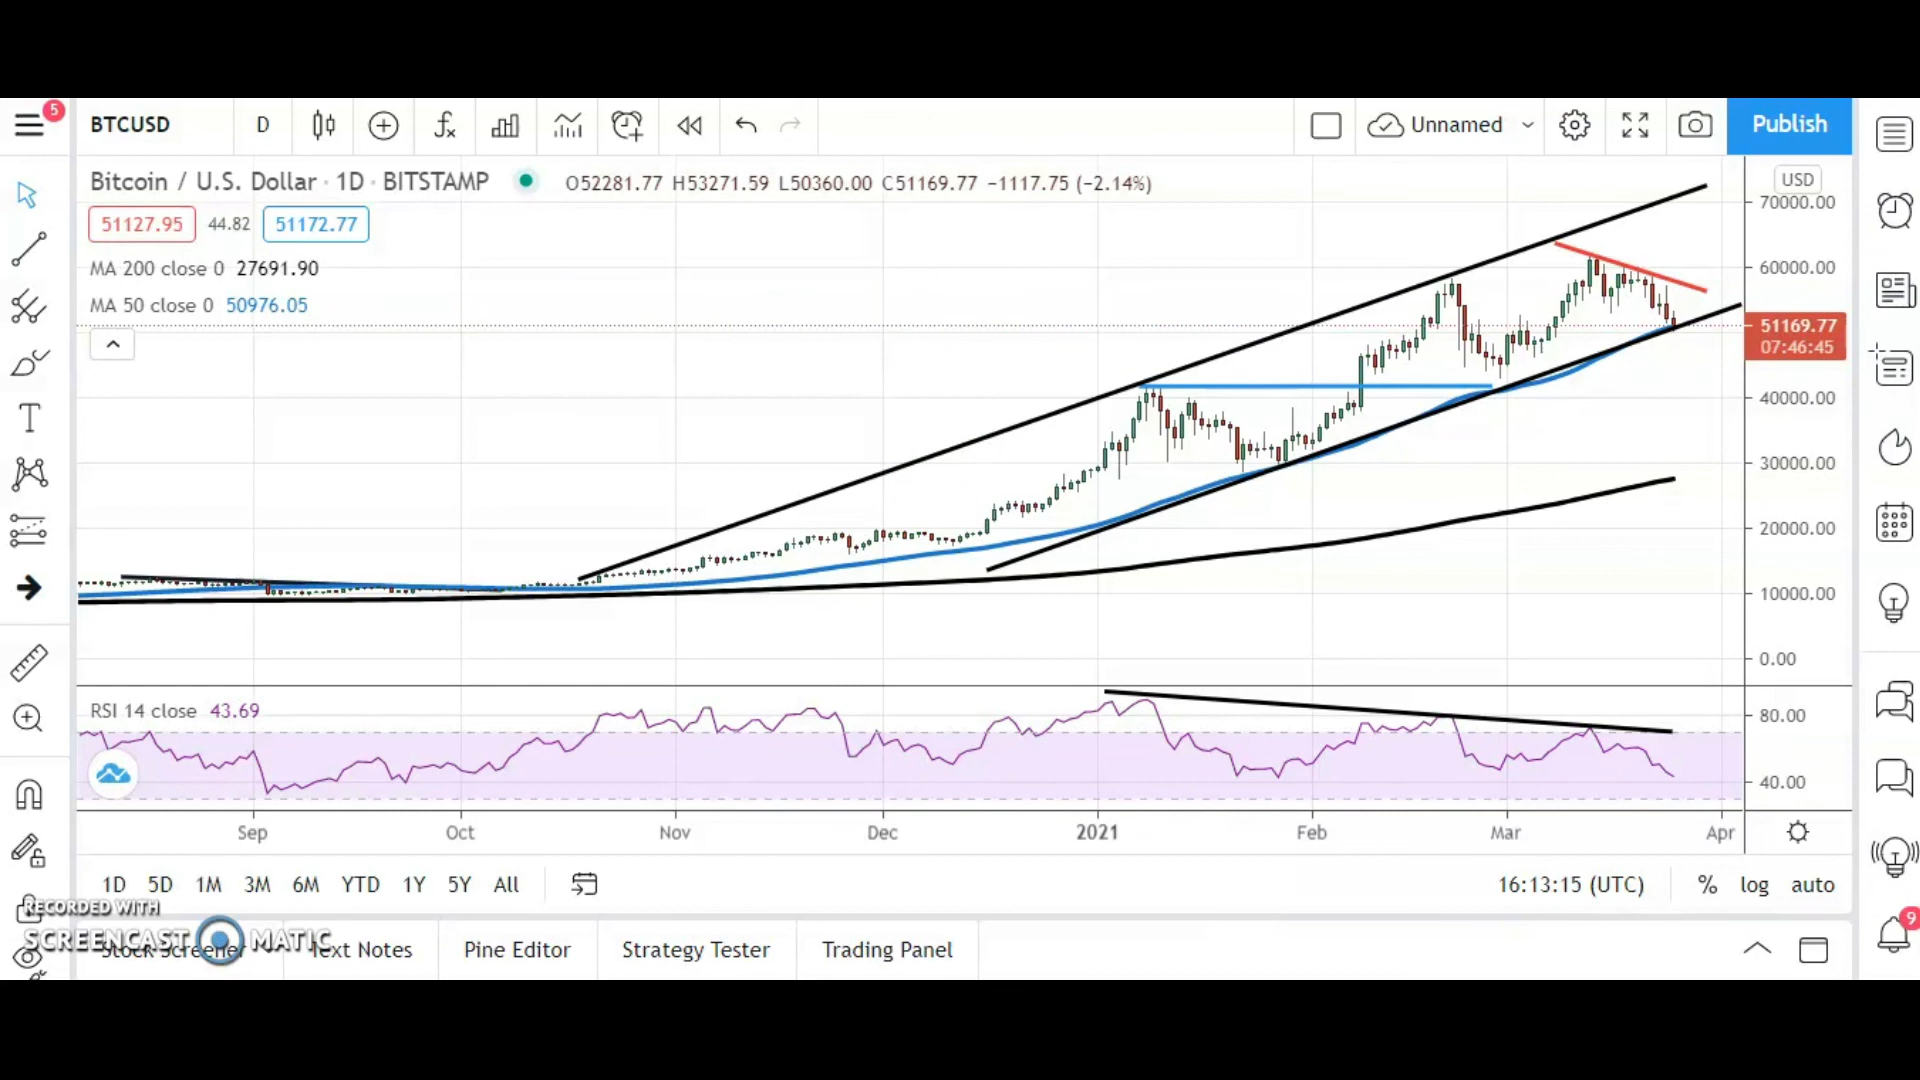 5
BTCUSD D Unnamed Publish
Bitcoin / U.S. Dollar · 1D · BITSTAMP O52281.77 H53271.59 L50360.00 C51169.77 −1117.75 (−2.14%) USD
70000.00
51127.95 44.82 51172.77
MA 200 close 0 27691.90
60000.00
MA 50 close 0 50976.05
51169.77
07:46:45
40000.00
30000.00
20000.00
10000.00
0.00
RSI 14 close 43.69
80.00
40.00
Sep Oct Nov Dec 2021 Feb Mar Apr
1D 5D 1M 3M 6M YTD 1Y 5Y All 16:13:15 (UTC) % log auto
RECORDED WITH
SCREENCAST MATIC
9
Stock Screener Text Notes Pine Editor Strategy Tester Trading Panel